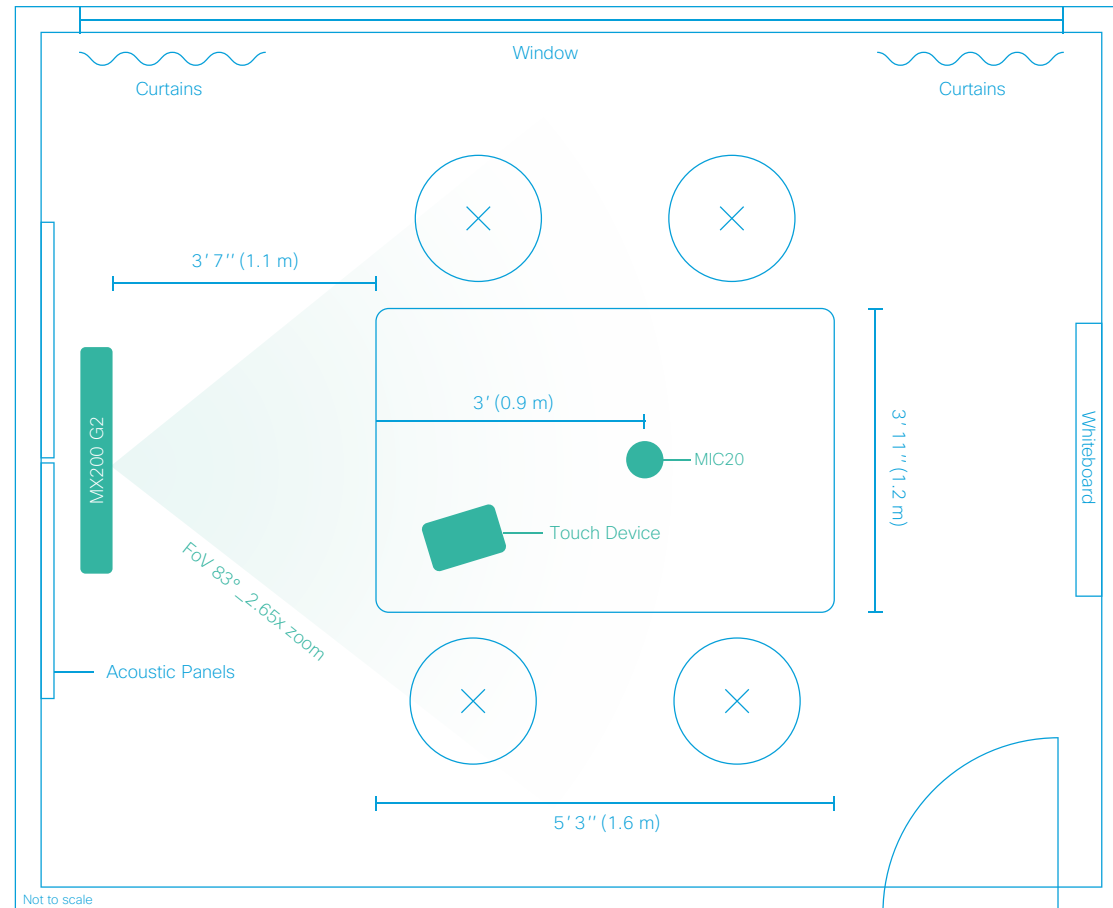 Window
Curtains
Curtains
3′ 7′′ (1.1 m)
3′ (0.9 m)
MX200 G2
MIC20
3′ 11′′ (1.2 m)
Whiteboard
Touch Device
FoV 83°_2.65x zoom
Acoustic Panels
5′ 3′′ (1.6 m)
Not to scale